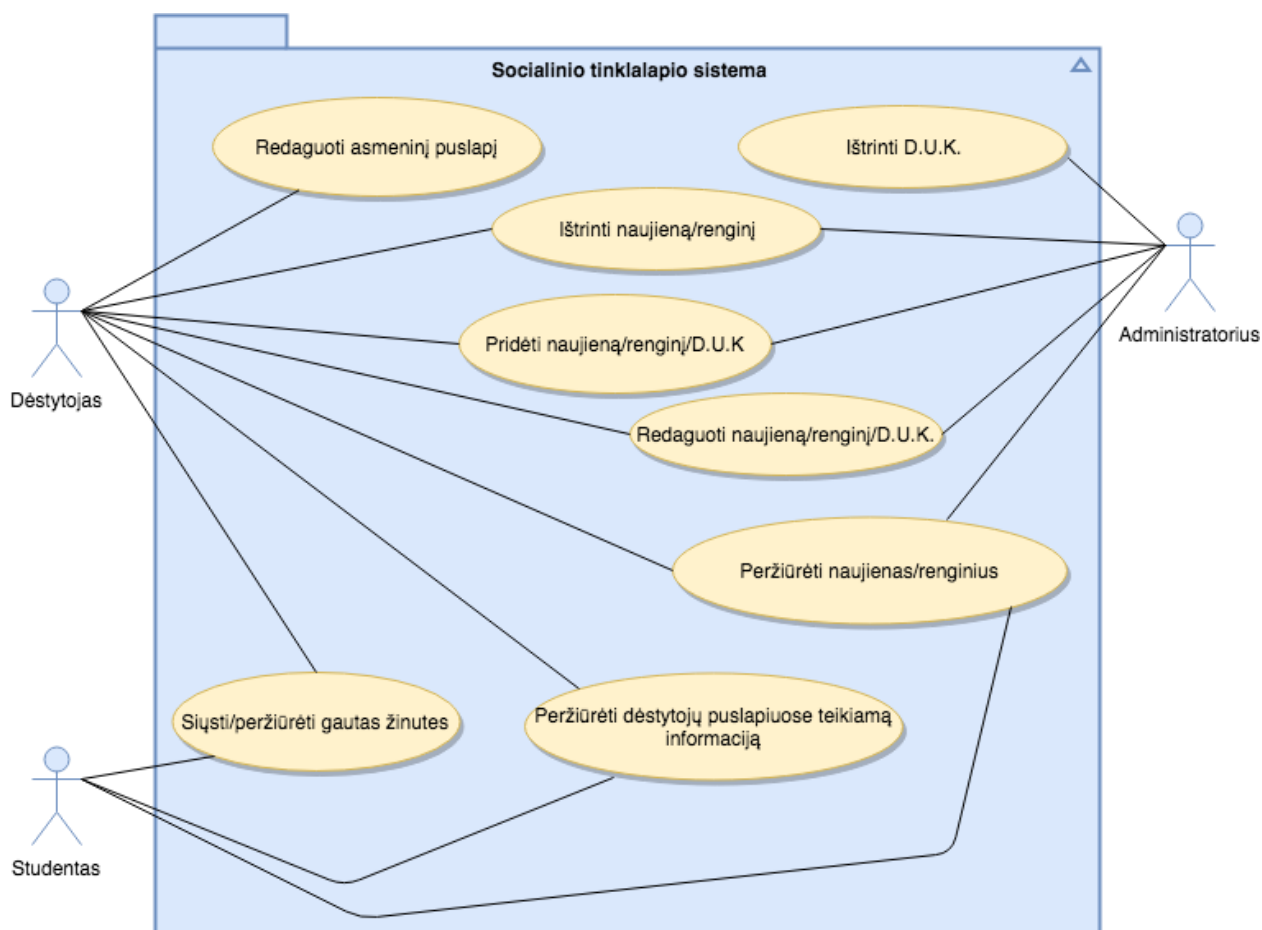 Socialinio tinklalapio sistema
Redaguoti asmeninį puslapį
Ištrinti D.U.K.
Ištrinti naujieną/renginį
Pridėti naujieną/renginį/D.U.K
Redaguoti naujieną/renginį/D.U.K.
Peržiūrėti naujienas/renginius
Siųsti/peržiūrėti gautas žinutes
Peržiūrėti dėstytojų puslapiuose teikiamą
informaciją
Dėstytojas
Administratorius
Studentas